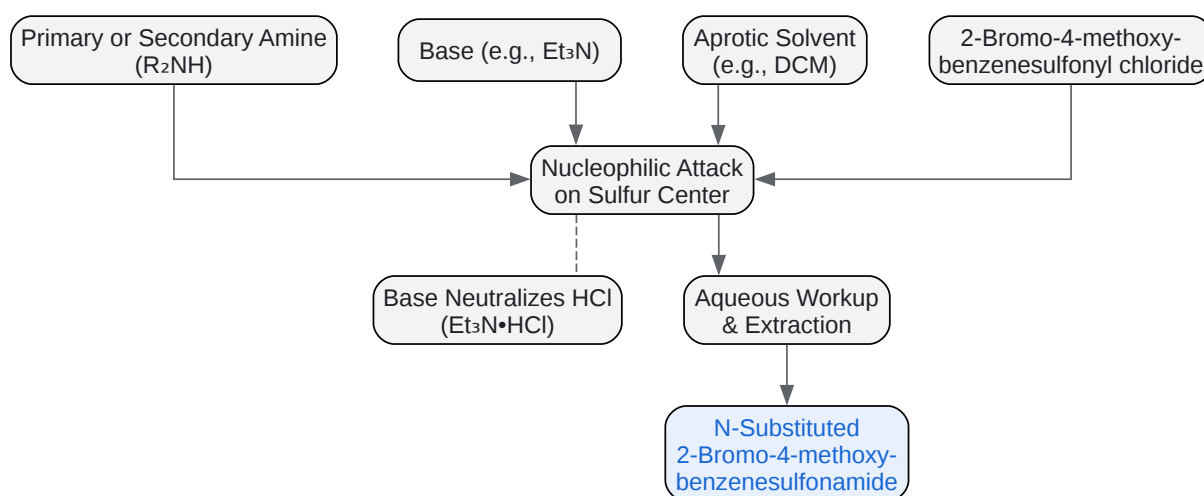 Primary or Secondary Amine
(R₂NH)
Base (e.g., Et₃N)
Aprotic Solvent
(e.g., DCM)
2-Bromo-4-methoxy-
benzenesulfonyl chloride
Nucleophilic Attack
on Sulfur Center
Base Neutralizes HCl
(Et₃N•HCl)
Aqueous Workup
& Extraction
N-Substituted
2-Bromo-4-methoxy-
benzenesulfonamide